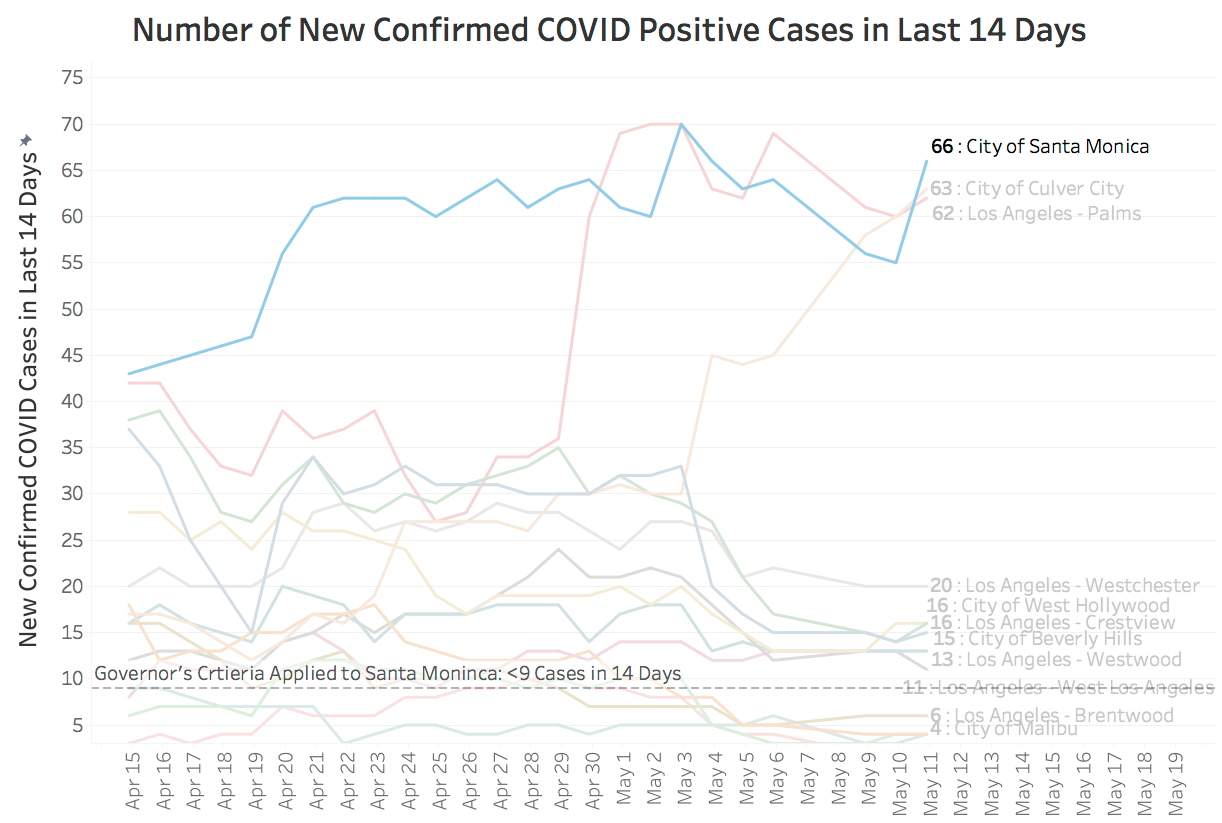 Number of New Confirmed COVID Positive Cases in Last 14 Days
New Confirmed COVID Cases in Last 14 Days
75
70
65
60
55
50
45
40
35
30
25
20
15
10
5
66 : City of Santa Monica
63 : City of Culver City
62 : Los Angeles - Palms
20 : Los Angeles - Westchester
16 : City of West Hollywood
16 : Los Angeles - Crestview
15 : City of Beverly Hills
13 : Los Angeles - Westwood
Governor's Crtieria Applied to Santa Moninca: <9 Cases in 14 Days
11 : Los Angeles - West Los Angeles
6 : Los Angeles - Brentwood
4 : City of Malibu
Apr 15
Apr 16
Apr 17
Apr 18
Apr 19
Apr 20
Apr 21
Apr 22
Apr 23
Apr 24
Apr 25
Apr 26
Apr 27
Apr 28
Apr 29
Apr 30
May 1
May 2
May 3
May 4
May 5
May 6
May 7
May 8
May 9
May 10
May 11
May 12
May 13
May 14
May 15
May 16
May 17
May 18
May 19